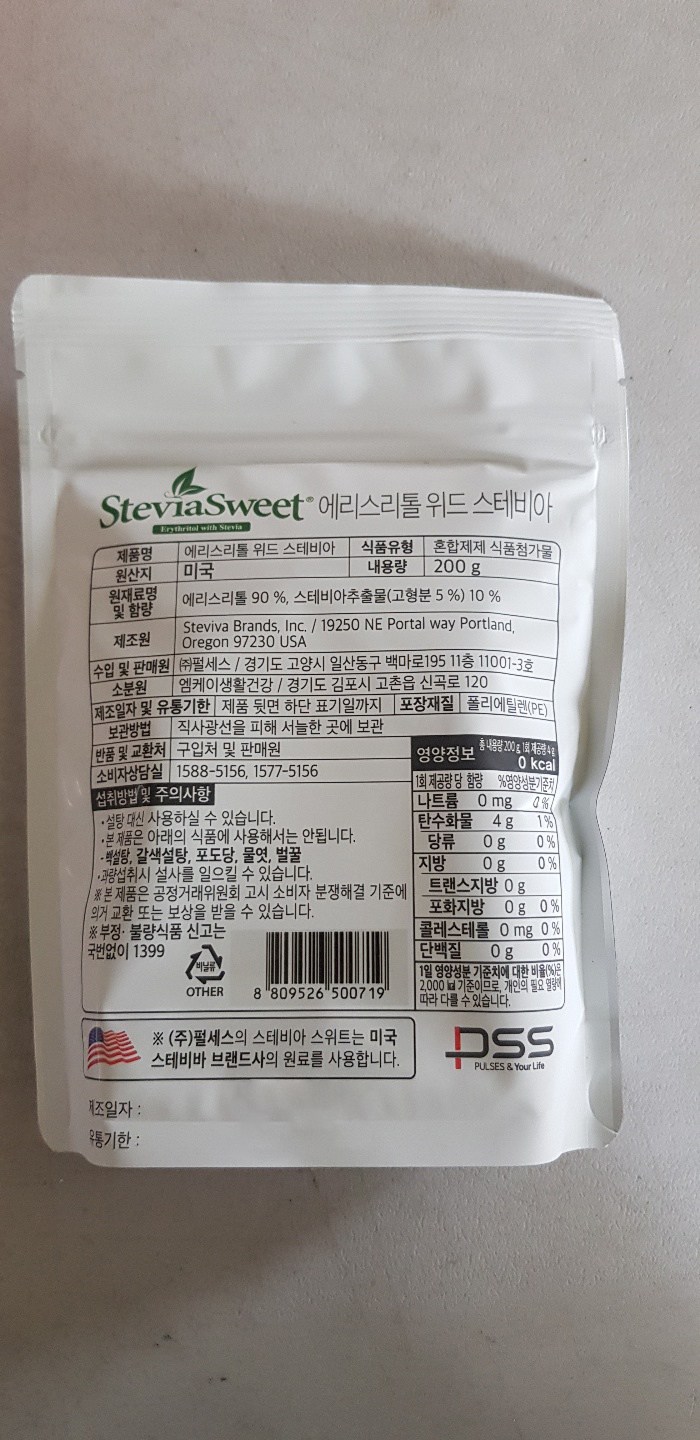 SteviaSweet® 에리스리톨 위드 스테비아
Erythritol with Stevia
제품명 에리스리톨 위드 스테비아 식품유형 혼합제제 식품첨가물
원산지 미국 내용량 200 g
원재료명 및 함량 에리스리톨 90 %, 스테비아추출물(고형분 5 %) 10 %
제조원 Steviva Brands, Inc. / 19250 NE Portal way Portland,
Oregon 97230 USA
수입 및 판매원 ㈜펄세스 / 경기도 고양시 일산동구 백마로195 11층 11001-3호
소분원 엠케이생활건강 / 경기도 김포시 고촌읍 신곡로 120
제조일자 및 유통기한 제품 뒷면 하단 표기일까지 포장재질 폴리에틸렌(PE)
보관방법 직사광선을 피해 서늘한 곳에 보관
반품 및 교환처 구입처 및 판매원
소비자상담실 1588-5156, 1577-5156
섭취방법 및 주의사항
·설탕 대신 사용하실 수 있습니다.
·본 제품은 아래의 식품에 사용해서는 안됩니다.
-백설탕, 갈색설탕, 포도당, 물엿, 벌꿀
·과량섭취시 설사를 일으킬 수 있습니다.
※ 본 제품은 공정거래위원회 고시 소비자 분쟁해결 기준에
의거 교환 또는 보상을 받을 수 있습니다.
※ 부정·불량식품 신고는
국번없이 1399
비닐류
OTHER
8 809526 500719
영양정보 총 내용량 200 g, 1회 제공량 4 g
0 kcal
1회 제공량 당 함량 %영양성분기준치
나트륨 0 mg 0 %
탄수화물 4 g 1 %
당류 0 g 0 %
지방 0 g 0 %
트랜스지방 0 g
포화지방 0 g 0 %
콜레스테롤 0 mg 0 %
단백질 0 g 0 %
1일 영양성분 기준치에 대한 비율(%)은
2,000 ㎉ 기준이므로, 개인의 필요 열량에
따라 다를 수 있습니다.
※ (주)펄세스의 스테비아 스위트는 미국
스테비바 브랜드사의 원료를 사용합니다.
PSS
PULSES & Your Life
제조일자 :
유통기한 :